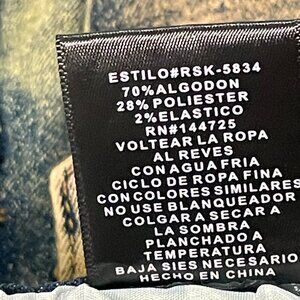 ESTILO#RSK-5834
70%ALGODON
28%POLIESTER
2%ELASTICO
RN#144725
VOLTEAR LA ROPA
AL REVES
CON AGUA FRIA
CICLO DE ROPA FINA
CON COLORES SIMILARES
NO USE BLANQUEADOR
COLGAR A SECAR A
LA SOMBRA
PLANCHADO A
TEMPERATURA
BAJA SIES NECESARIO
HECHO EN CHINA